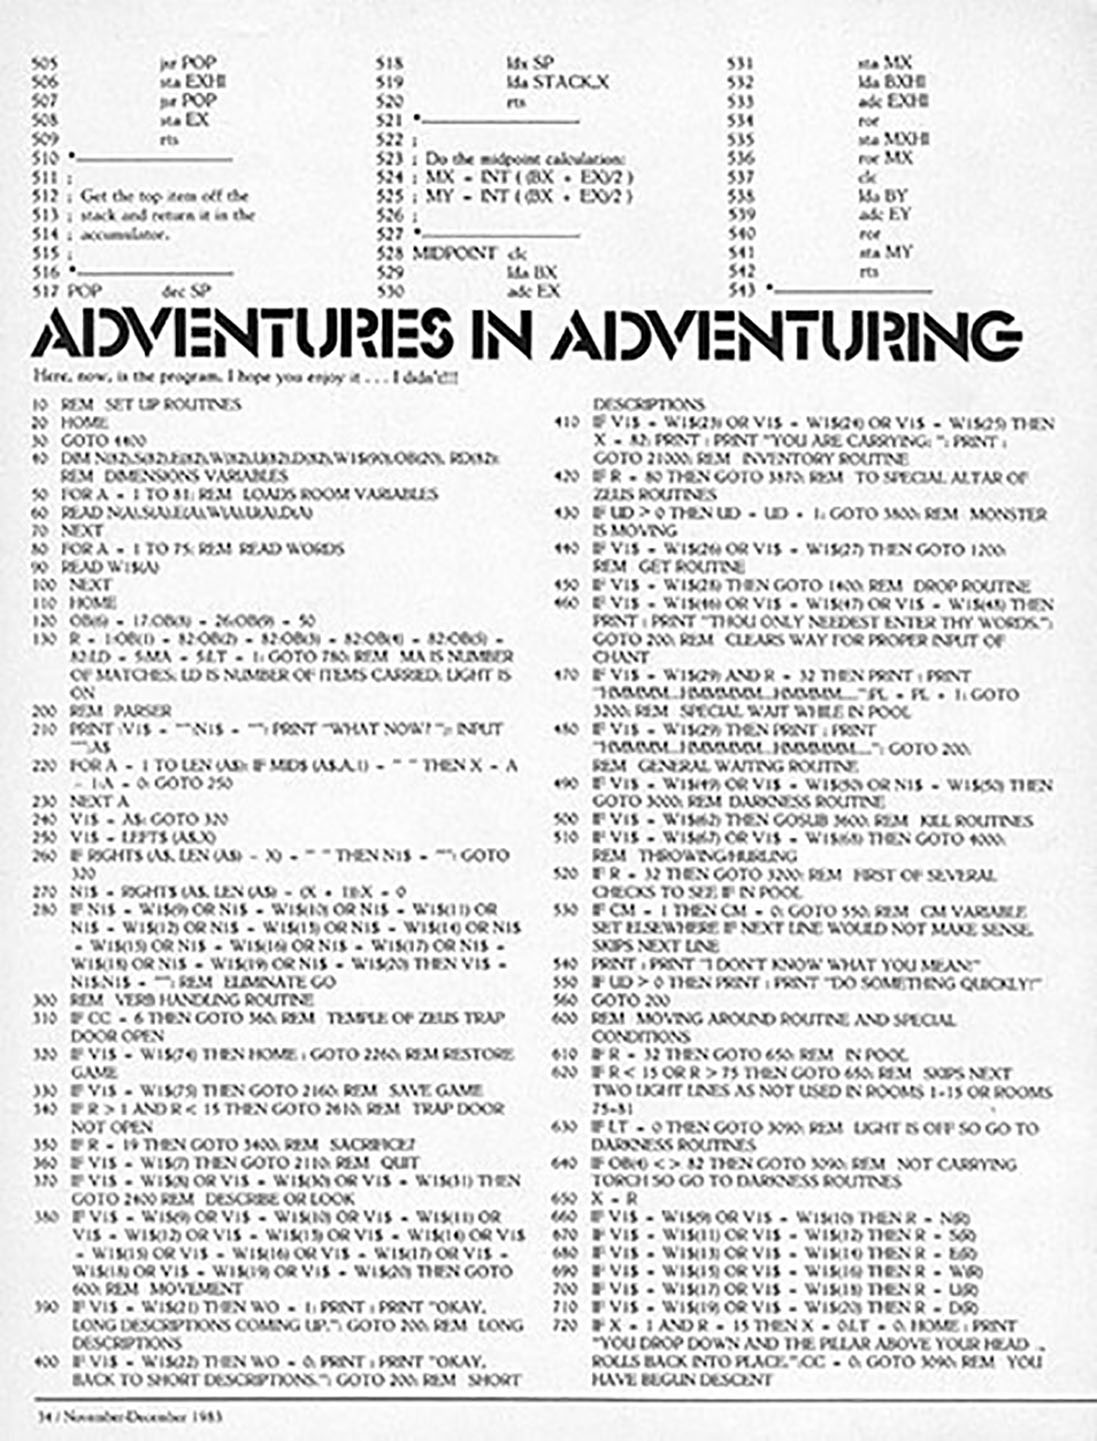 505 jsr POP
506 sta EXHI
507 jsr POP
508 sta EX
509 rts
510 *
511 ;
512 ; Get the top item off the
513 ; stack and return it in the
514 ; accumulator.
515 ;
516 *
517 POP dec SP
518 ldx SP
519 lda STACK,X
520 rts
521 *
522 ;
523 ; Do the midpoint calculation:
524 ; MX = INT ( (BX + EX)/2 )
525 ; MY = INT ( (BX + EX)/2 )
526 ;
527 *
528 MIDPOINT clc
529 lda BX
530 adc EX
531 sta MX
532 lda BXHI
533 adc EXHI
534 ror
535 sta MXHI
536 ror MX
537 clc
538 lda BY
539 adc EY
540 ror
541 sta MY
542 rts
543 *
ADVENTURES IN ADVENTURING
Here, now, is the program. I hope you enjoy it . . . I didn't!!!
10 REM SET UP ROUTINES
20 HOME
30 GOTO 4400
40 DIM N(82),S(82),E(82),W(82),U(82),D(82),W1$(90),OB(20), RD(82):
REM DIMENSIONS VARIABLES
50 FOR A = 1 TO 81: REM LOADS ROOM VARIABLES
60 READ N(A),S(A),E(A),W(A),U(A),D(A)
70 NEXT
80 FOR A = 1 TO 75: REM READ WORDS
90 READ W1$(A)
100 NEXT
110 HOME
120 OB(6) = 17:OB(8) = 26:OB(9) = 50
130 R = 1:OB(1) = 82:OB(2) = 82:OB(3) = 82:OB(4) = 82:OB(5) =
82:LD = 5:MA = 5:LT = 1: GOTO 780: REM MA IS NUMBER
OF MATCHES; LD IS NUMBER OF ITEMS CARRIED; LIGHT IS
ON
200 REM PARSER
210 PRINT :V1$ = "":N1$ = "": PRINT "WHAT NOW? ";: INPUT
"";A$
220 FOR A = 1 TO LEN (A$): IF MID$ (A$,A,1) = " " THEN X = A
- 1:A = 0: GOTO 250
230 NEXT A
240 V1$ = A$: GOTO 320
250 V1$ = LEFT$ (A$,X)
260 IF RIGHT$ (A$, LEN (A$) - X) = " " THEN N1$ = "": GOTO
320
270 N1$ = RIGHT$ (A$, LEN (A$) - (X + 1)):X = 0
280 IF N1$ = W1$(9) OR N1$ = W1$(10) OR N1$ = W1$(11) OR
N1$ = W1$(12) OR N1$ = W1$(13) OR N1$ = W1$(14) OR N1$
= W1$(15) OR N1$ = W1$(16) OR N1$ = W1$(17) OR N1$ =
W1$(18) OR N1$ = W1$(19) OR N1$ = W1$(20) THEN V1$ =
N1$:N1$ = "": REM ELIMINATE GO
300 REM VERB HANDLING ROUTINE
310 IF CC = 6 THEN GOTO 360: REM TEMPLE OF ZEUS TRAP
DOOR OPEN
320 IF V1$ = W1$(74) THEN HOME : GOTO 2260: REM RESTORE
GAME
330 IF V1$ = W1$(75) THEN GOTO 2160: REM SAVE GAME
340 IF R > 1 AND R < 15 THEN GOTO 2610: REM TRAP DOOR
NOT OPEN
350 IF R = 19 THEN GOTO 3400: REM SACRIFICE?
360 IF V1$ = W1$(7) THEN GOTO 2110: REM QUIT
370 IF V1$ = W1$(8) OR V1$ = W1$(30) OR V1$ = W1$(31) THEN
GOTO 2400 REM DESCRIBE OR LOOK
380 IF V1$ = W1$(9) OR V1$ = W1$(10) OR V1$ = W1$(11) OR
V1$ = W1$(12) OR V1$ = W1$(13) OR V1$ = W1$(14) OR V1$
= W1$(15) OR V1$ = W1$(16) OR V1$ = W1$(17) OR V1$ =
W1$(18) OR V1$ = W1$(19) OR V1$ = W1$(20) THEN GOTO
600: REM MOVEMENT
390 IF V1$ = W1$(21) THEN WO = 1: PRINT : PRINT "OKAY,
LONG DESCRIPTIONS COMING UP.": GOTO 200: REM LONG
DESCRIPTIONS
400 IF V1$ = W1$(22) THEN WO = 0: PRINT : PRINT "OKAY,
BACK TO SHORT DESCRIPTIONS.": GOTO 200: REM SHORT
DESCRIPTIONS
410 IF V1$ = W1$(23) OR V1$ = W1$(24) OR V1$ = W1$(25) THEN
X = 82: PRINT : PRINT "YOU ARE CARRYING: ": PRINT :
GOTO 21000: REM INVENTORY ROUTINE
420 IF R = 80 THEN GOTO 3870: REM TO SPECIAL ALTAR OF
ZEUS ROUTINES
430 IF UD > 0 THEN UD = UD + 1: GOTO 3800: REM MONSTER
IS MOVING
440 IF V1$ = W1$(26) OR V1$ = W1$(27) THEN GOTO 1200:
REM GET ROUTINE
450 IF V1$ = W1$(28) THEN GOTO 1400: REM DROP ROUTINE
460 IF V1$ = W1$(46) OR V1$ = W1$(47) OR V1$ = W1$(48) THEN
PRINT : PRINT "THOU ONLY NEEDEST ENTER THY WORDS.":
GOTO 200: REM CLEARS WAY FOR PROPER INPUT OF
CHANT
470 IF V1$ = W1$(29) AND R = 32 THEN PRINT : PRINT
"HMMMM...HMMMMM...HMMMM....":PL = PL + 1: GOTO
3200: REM SPECIAL WAIT WHILE IN POOL
480 IF V1$ = W1$(29) THEN PRINT : PRINT
"HMMMM...HMMMMM...HMMMMM....": GOTO 200:
REM GENERAL WAITING ROUTINE
490 IF V1$ = W1$(49) OR V1$ = W1$(50) OR N1$ = W1$(50) THEN
GOTO 3000: REM DARKNESS ROUTINE
500 IF V1$ = W1$(62) THEN GOSUB 3600: REM KILL ROUTINES
510 IF V1$ = W1$(67) OR V1$ = W1$(68) THEN GOTO 4000:
REM THROWING/HURLING
520 IF R = 32 THEN GOTO 3200: REM FIRST OF SEVERAL
CHECKS TO SEE IF IN POOL
530 IF CM = 1 THEN CM = 0: GOTO 550: REM CM VARIABLE
SET ELSEWHERE IF NEXT LINE WOULD NOT MAKE SENSE,
SKIPS NEXT LINE
540 PRINT : PRINT "I DON'T KNOW WHAT YOU MEAN!"
550 IF UD > 0 THEN PRINT : PRINT "DO SOMETHING QUICKLY!"
560 GOTO 200
600 REM MOVING AROUND ROUTINE AND SPECIAL
CONDITIONS
610 IF R = 32 THEN GOTO 650: REM IN POOL
620 IF R < 15 OR R > 75 THEN GOTO 650: REM SKIPS NEXT
TWO LIGHT LINES AS NOT USED IN ROOMS 1-15 OR ROOMS
75-81
630 IF LT = 0 THEN GOTO 3090: REM LIGHT IS OFF SO GO TO
DARKNESS ROUTINES
640 IF OB(4) < > 82 THEN GOTO 3090: REM NOT CARRYING
TORCH SO GO TO DARKNESS ROUTINES
650 X = R
660 IF V1$ = W1$(9) OR V1$ = W1$(10) THEN R = N(R)
670 IF V1$ = W1$(11) OR V1$ = W1$(12) THEN R = S(R)
680 IF V1$ = W1$(13) OR V1$ = W1$(14) THEN R = E(R)
690 IF V1$ = W1$(15) OR V1$ = W1$(16) THEN R = W(R)
700 IF V1$ = W1$(17) OR V1$ = W1$(18) THEN R = U(R)
710 IF V1$ = W1$(19) OR V1$ = W1$(20) THEN R = D(R)
720 IF X = 1 AND R = 15 THEN X = 0:LT = 0: HOME : PRINT
"YOU DROP DOWN AND THE PILLAR ABOVE YOUR HEAD ...
ROLLS BACK INTO PLACE.":CC = 0: GOTO 3090: REM YOU
HAVE BEGUN DESCENT
34 / November-December 1983